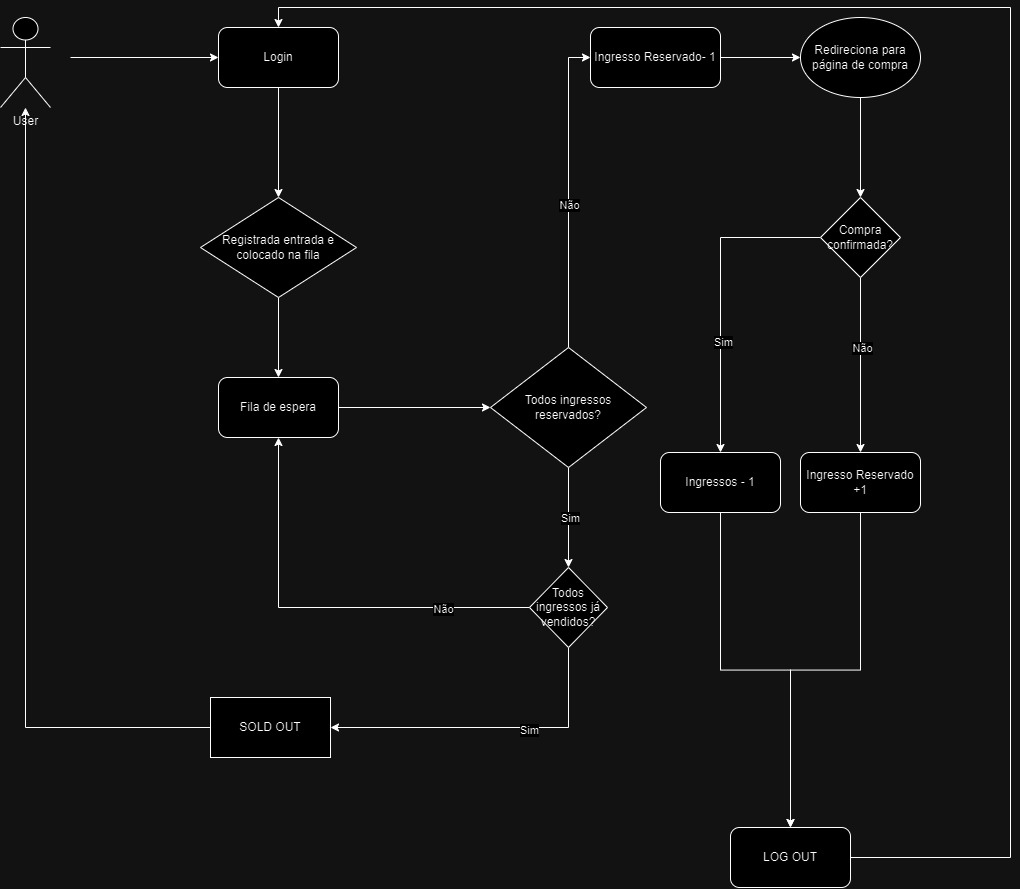 Login
Ingresso Reservado- 1
Redireciona para
página de compra
User
Não
Registrada entrada e
colocado na fila
Compra
confirmada?
Sim
Não
Fila de espera
Todos ingressos
reservados?
Ingressos - 1
Ingresso Reservado
+1
Sim
Todos
ingressos já
vendidos?
Não
SOLD OUT
Sim
LOG OUT